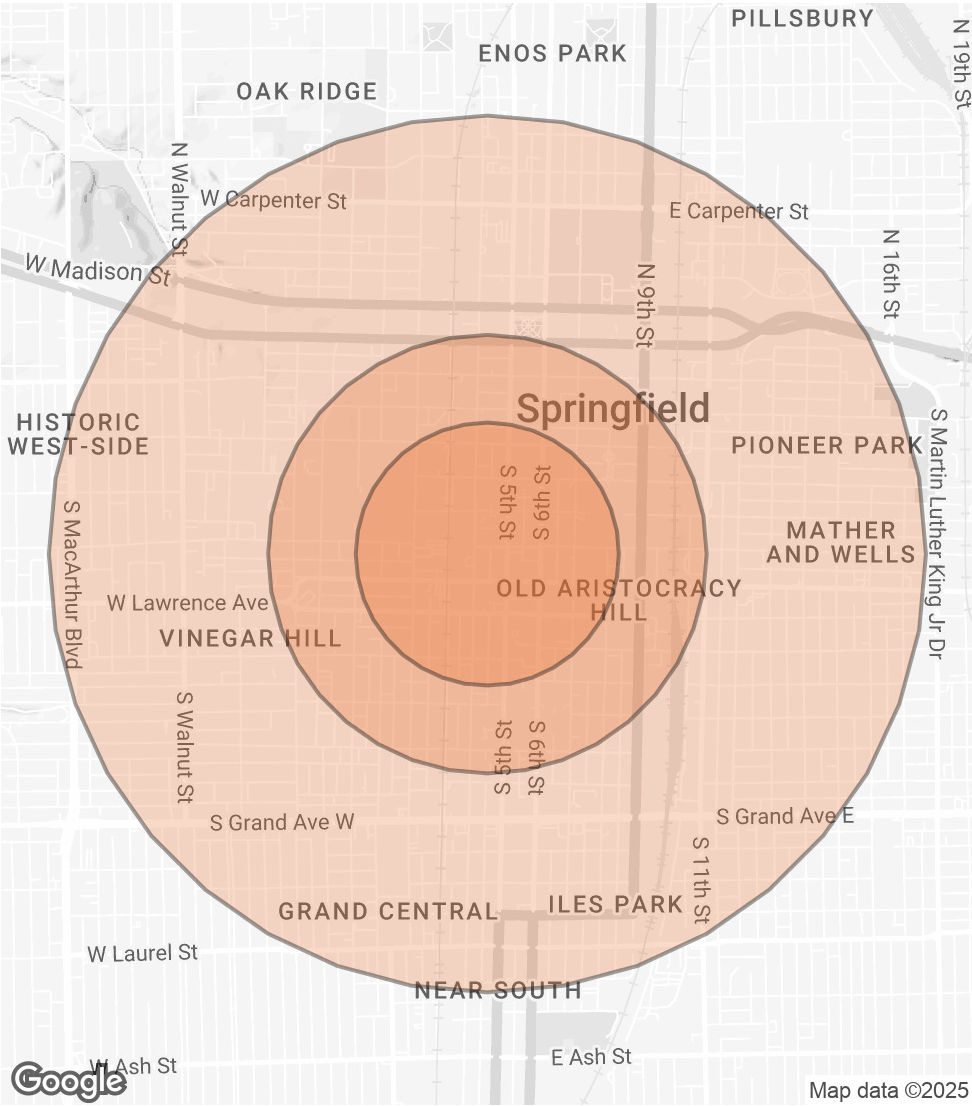 PILLSBURY
N 19th St
ENOS PARK
OAK RIDGE
N Walnut St
W Carpenter St
E Carpenter St
N 16th St
W Madison St
N 9th St
Springfield
HISTORIC
WEST-SIDE
PIONEER PARK
S Martin Luther King Jr Dr
S 5th St
S 6th St
S MacArthur Blvd
MATHER
AND WELLS
OLD ARISTOCRACY
HILL
W Lawrence Ave
VINEGAR HILL
S Walnut St
S 5th St
S 6th St
S Grand Ave W
S Grand Ave E
S 11th St
GRAND CENTRAL
ILES PARK
W Laurel St
NEAR SOUTH
E Ash St
W Ash St
Google
Map data ©2025